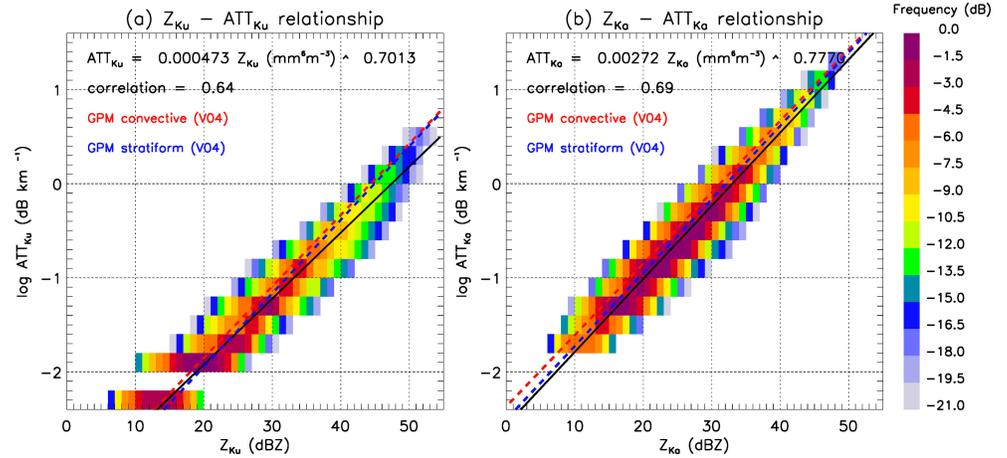 (a) Z_Ku − ATT_Ku relationship
(b) Z_Ka − ATT_Ka relationship
Frequency (dB)
ATT_Ku = 0.000473 Z_Ku (mm⁶m⁻³) ^ 0.7013
correlation = 0.64
GPM convective (V04)
GPM stratiform (V04)
log ATT_Ku (dB km⁻¹)
1
0
−1
−2
0 10 20 30 40 50
Z_Ku (dBZ)
ATT_Ka = 0.00272 Z_Ka (mm⁶m⁻³) ^ 0.7770
correlation = 0.69
GPM convective (V04)
GPM stratiform (V04)
log ATT_Ka (dB km⁻¹)
1
0
−1
−2
0 10 20 30 40 50
Z_Ka (dBZ)
0.0
−1.5
−3.0
−4.5
−6.0
−7.5
−9.0
−10.5
−12.0
−13.5
−15.0
−16.5
−18.0
−19.5
−21.0